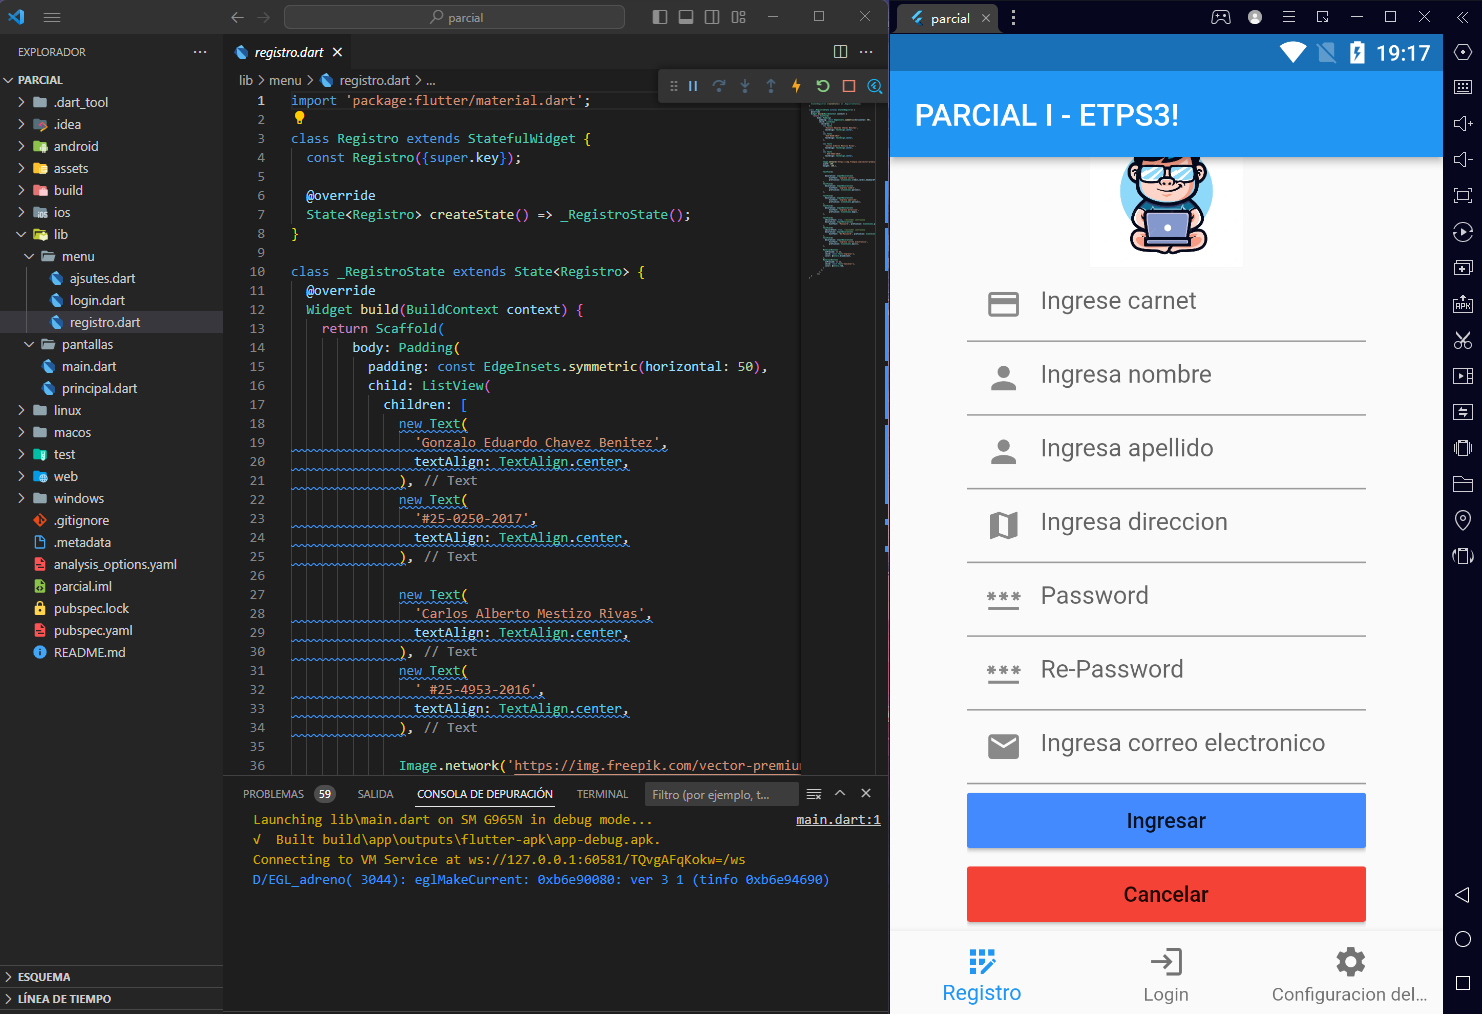 parcial
EXPLORADOR
PARCIAL
.dart_tool
.idea
android
assets
build
ios
lib
menu
ajsutes.dart
login.dart
registro.dart
pantallas
main.dart
principal.dart
linux
macos
test
web
windows
.gitignore
.metadata
analysis_options.yaml
parcial.iml
pubspec.lock
pubspec.yaml
README.md
ESQUEMA
LÍNEA DE TIEMPO
registro.dart
lib > menu > registro.dart > ...
1 import 'package:flutter/material.dart';
2
3 class Registro extends StatefulWidget {
4 const Registro({super.key});
5
6 @override
7 State<Registro> createState() => _RegistroState();
8 }
9
10 class _RegistroState extends State<Registro> {
11 @override
12 Widget build(BuildContext context) {
13 return Scaffold(
14 body: Padding(
15 padding: const EdgeInsets.symmetric(horizontal: 50),
16 child: ListView(
17 children: [
18 new Text(
19 'Gonzalo Eduardo Chavez Benitez',
20 textAlign: TextAlign.center,
21 ), // Text
22 new Text(
23 '#25-0250-2017',
24 textAlign: TextAlign.center,
25 ), // Text
26
27 new Text(
28 'Carlos Alberto Mestizo Rivas',
29 textAlign: TextAlign.center,
30 ), // Text
31 new Text(
32 ' #25-4953-2016',
33 textAlign: TextAlign.center,
34 ), // Text
35
36 Image.network('https://img.freepik.com/vector-premium
PROBLEMAS 59 SALIDA CONSOLA DE DEPURACIÓN TERMINAL Filtro (por ejemplo, t...
Launching lib\main.dart on SM G965N in debug mode... main.dart:1
√ Built build\app\outputs\flutter-apk\app-debug.apk.
Connecting to VM Service at ws://127.0.0.1:60581/TQvgAFqKokw=/ws
D/EGL_adreno( 3044): eglMakeCurrent: 0xb6e90080: ver 3 1 (tinfo 0xb6e94690)
parcial
19:17
PARCIAL I - ETPS3!
Ingrese carnet
Ingresa nombre
Ingresa apellido
Ingresa direccion
*** Password
*** Re-Password
Ingresa correo electronico
Ingresar
Cancelar
Registro
Login
Configuracion del...
APK